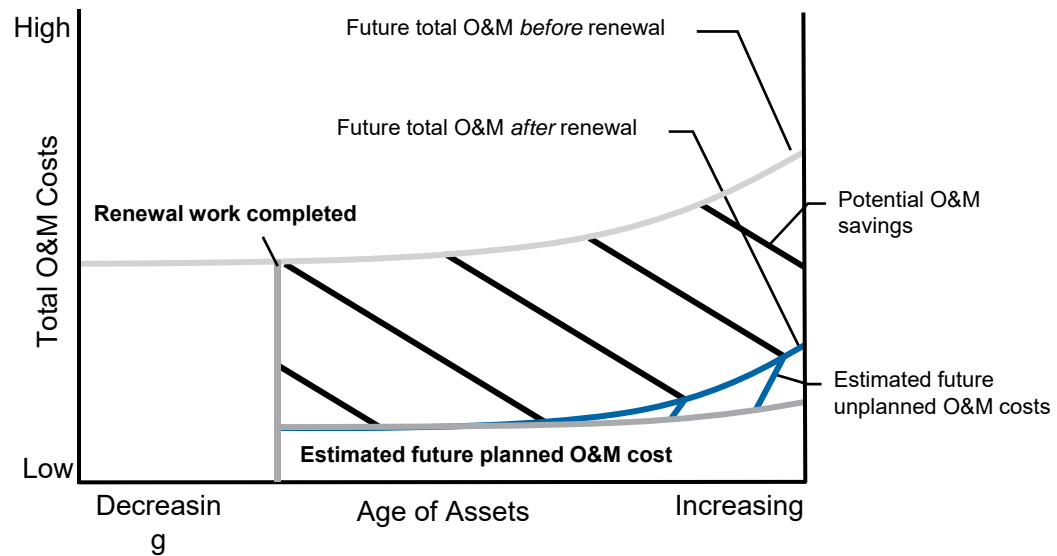 High
Future total O&M before renewal
Future total O&M after renewal
Total O&M Costs
Renewal work completed
Potential O&M
savings
Estimated future
unplanned O&M costs
Estimated future planned O&M cost
Low
Decreasin
g
Age of Assets
Increasing